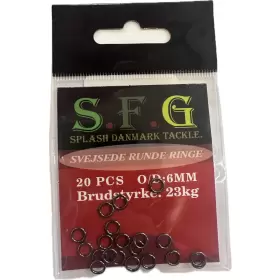 S.F.G
SPLASH DANMARK TACKLE.
SVEJSEDE RUNDE RINGE
20 PCS O/D:6MM
Brudstyrke: 23kg